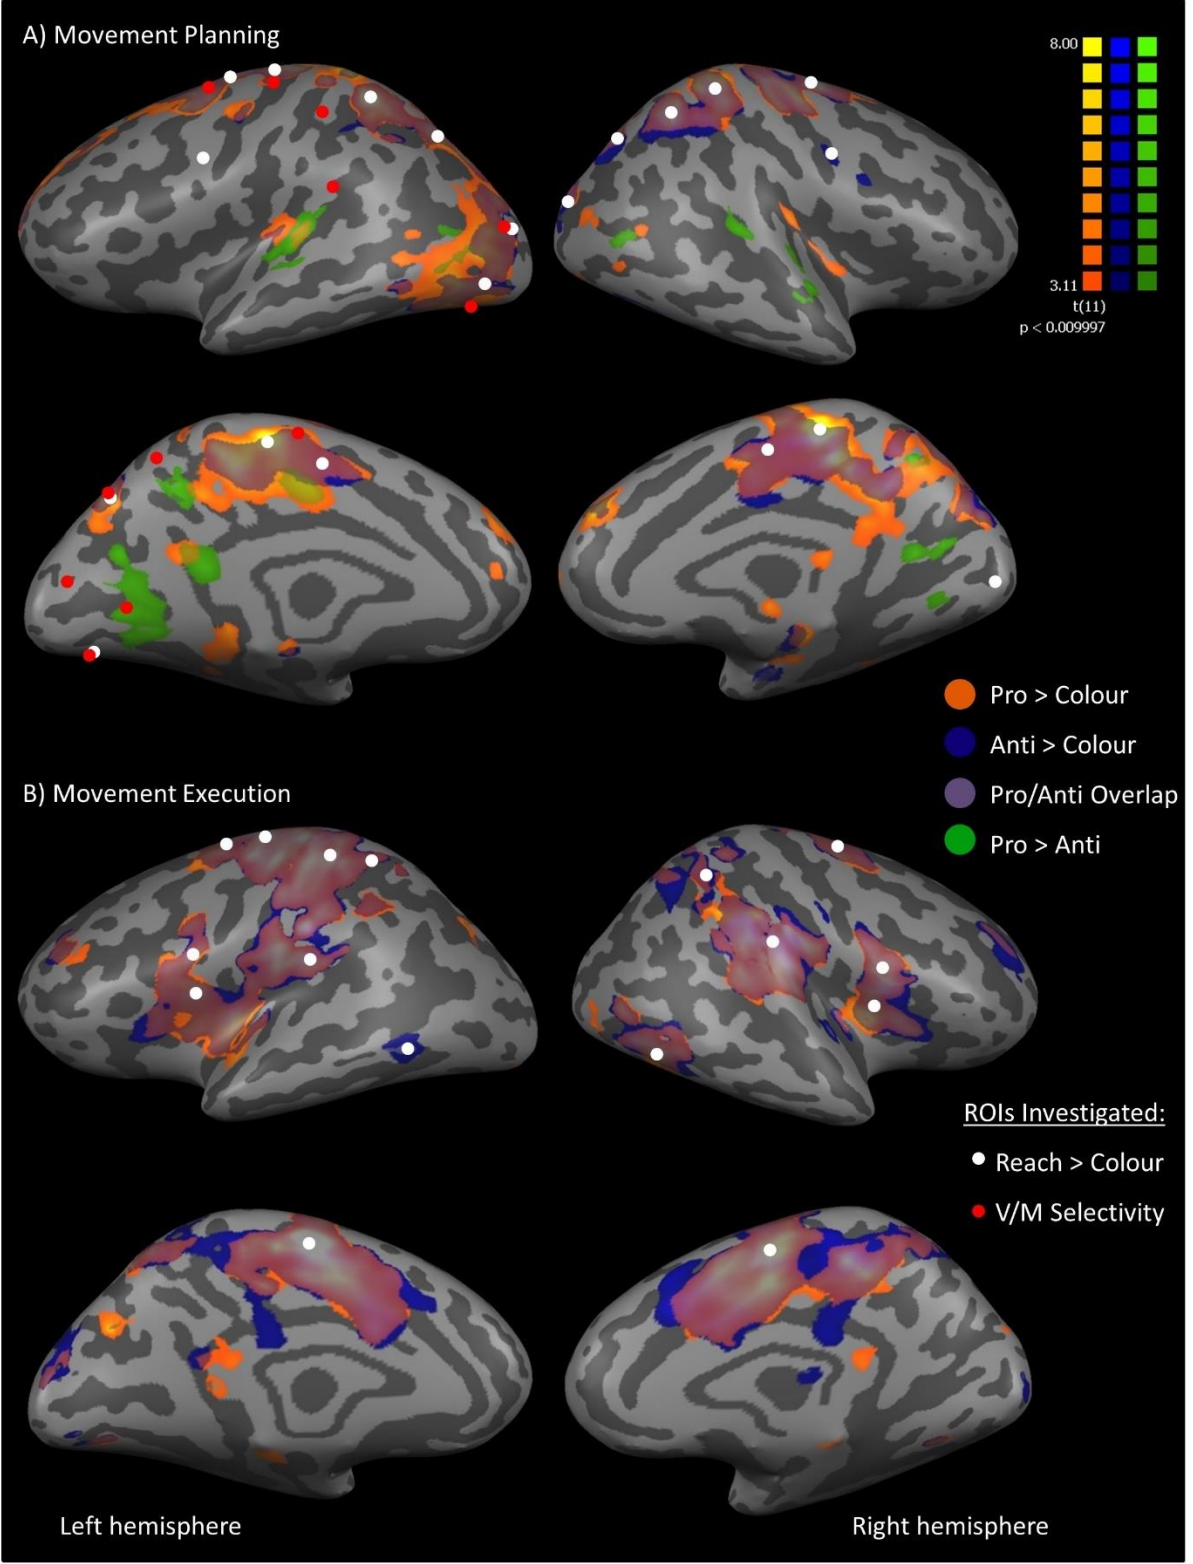 A) Movement Planning
8.00
3.11
t(11)
p < 0.009997
Pro > Colour
Anti > Colour
Pro/Anti Overlap
Pro > Anti
B) Movement Execution
ROIs Investigated:
Reach > Colour
V/M Selectivity
Left hemisphere
Right hemisphere